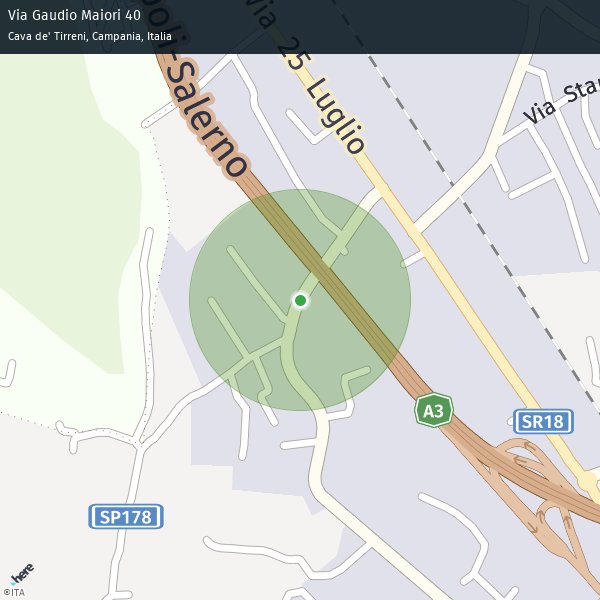 Via Gaudio Maiori 40
Cava de' Tirreni, Campania, Italia
poli-Salerno
Via 25 Luglio
Via Star
A3
SR18
SP178
here
©ITA